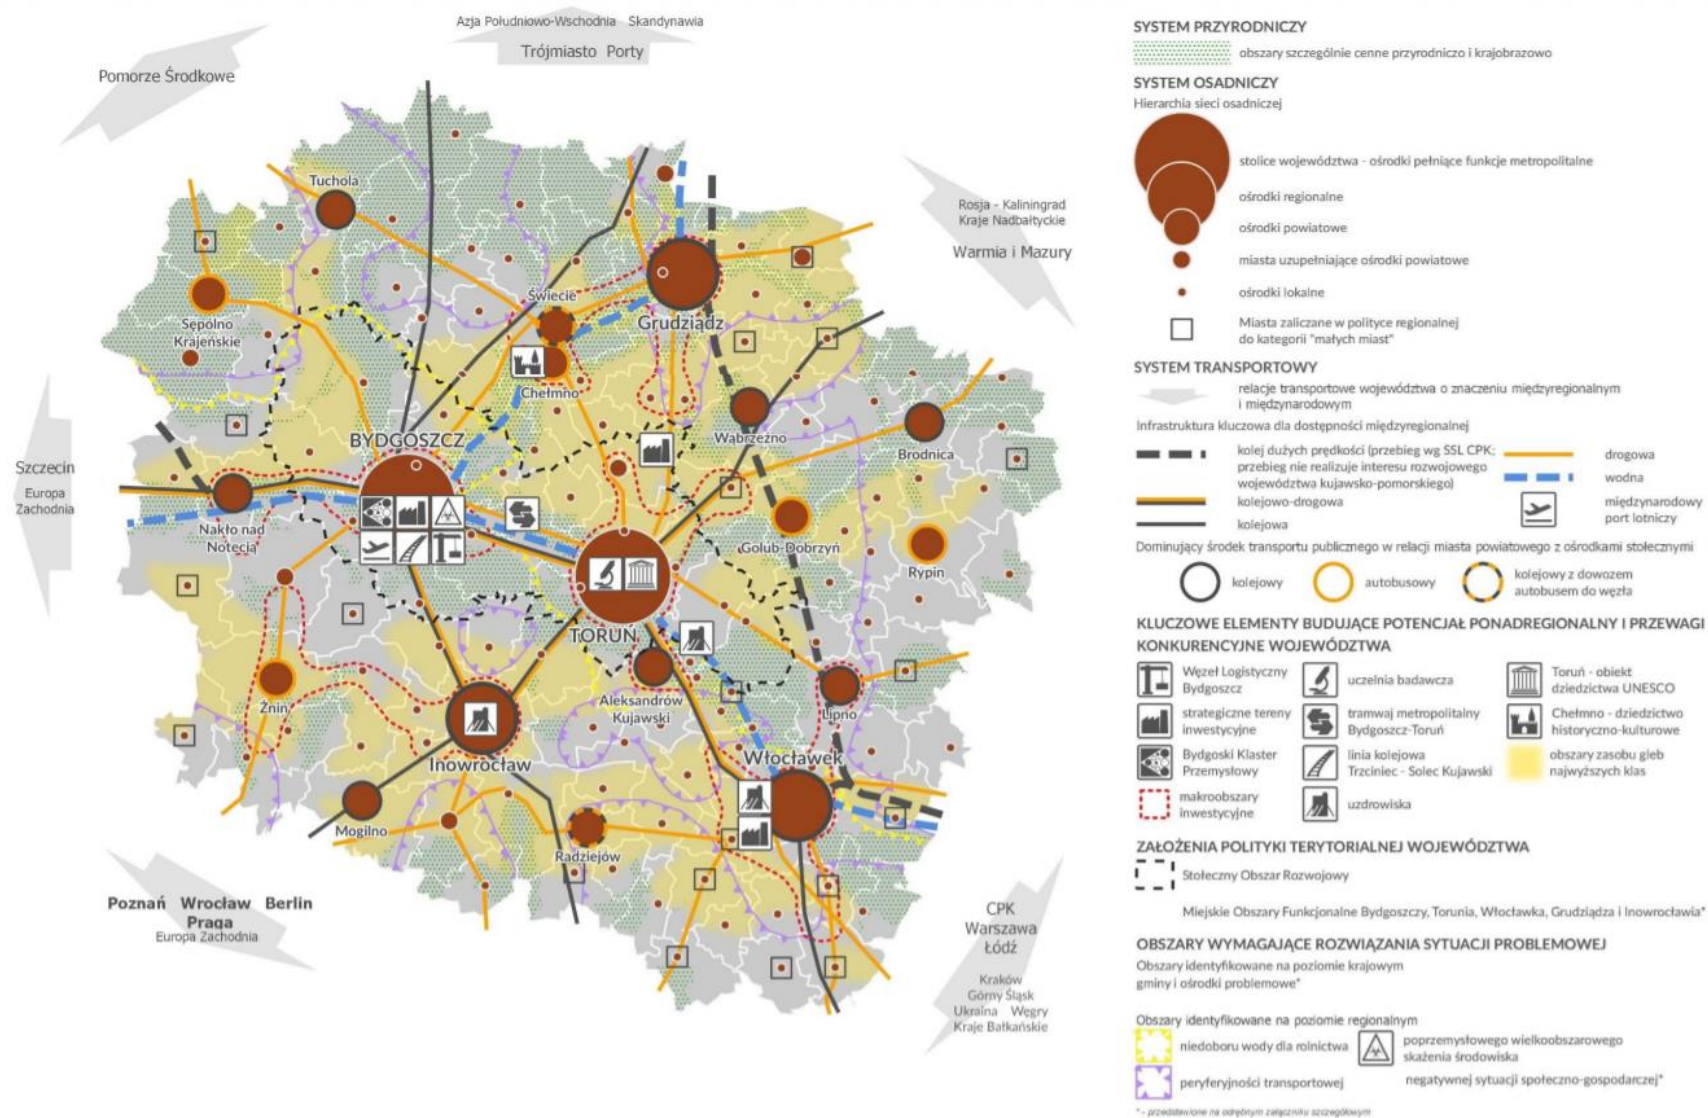 Azja Południowo-Wschodnia   Skandynawia
Trójmiasto  Porty
Pomorze Środkowe
Rosja - Kaliningrad
Kraje Nadbałtyckie
Warmia i Mazury
Szczecin
Europa
Zachodnia
Poznań  Wrocław  Berlin
Praga
Europa Zachodnia
CPK
Warszawa
Łódź
Kraków
Górny Śląsk
Ukraina   Węgry
Kraje Bałkańskie
Tuchola
Sępólno
Krajeńskie
Świecie
Grudziądz
Chełmno
BYDGOSZCZ
Wąbrzeźno
Brodnica
Nakło nad
Notecią
Golub-Dobrzyń
Rypin
TORUŃ
Aleksandrów
Kujawski
Lipno
Żnin
Inowrocław
Włocławek
Mogilno
Radziejów
SYSTEM PRZYRODNICZY
obszary szczególnie cenne przyrodniczo i krajobrazowo
SYSTEM OSADNICZY
Hierarchia sieci osadniczej
stolice województwa - ośrodki pełniące funkcje metropolitalne
ośrodki regionalne
ośrodki powiatowe
miasta uzupełniające ośrodki powiatowe
ośrodki lokalne
Miasta zaliczane w polityce regionalnej
do kategorii "małych miast"
SYSTEM TRANSPORTOWY
relacje transportowe województwa o znaczeniu międzyregionalnym
i międzynarodowym
Infrastruktura kluczowa dla dostępności międzyregionalnej
kolej dużych prędkości (przebieg wg SSL CPK;
przebieg nie realizuje interesu rozwojowego
województwa kujawsko-pomorskiego)
kolejowo-drogowa
kolejowa
drogowa
wodna
międzynarodowy
port lotniczy
Dominujący środek transportu publicznego w relacji miasta powiatowego z ośrodkami stołecznymi
kolejowy
autobusowy
kolejowy z dowozem
autobusem do węzła
KLUCZOWE ELEMENTY BUDUJĄCE POTENCJAŁ PONADREGIONALNY I PRZEWAGI
KONKURENCYJNE WOJEWÓDZTWA
Węzeł Logistyczny
Bydgoszcz
uczelnia badawcza
Toruń - obiekt
dziedzictwa UNESCO
strategiczne tereny
inwestycyjne
tramwaj metropolitalny
Bydgoszcz-Toruń
Chełmno - dziedzictwo
historyczno-kulturowe
Bydgoski Klaster
Przemysłowy
linia kolejowa
Trzciniec - Solec Kujawski
obszary zasobu gleb
najwyższych klas
makroobszary
inwestycyjne
uzdrowiska
ZAŁOŻENIA POLITYKI TERYTORIALNEJ WOJEWÓDZTWA
Stołeczny Obszar Rozwojowy
Miejskie Obszary Funkcjonalne Bydgoszczy, Torunia, Włocławka, Grudziądza i Inowrocławia*
OBSZARY WYMAGAJĄCE ROZWIĄZANIA SYTUACJI PROBLEMOWEJ
Obszary identyfikowane na poziomie krajowym
gminy i ośrodki problemowe*
Obszary identyfikowane na poziomie regionalnym
niedoboru wody dla rolnictwa
poprzemysłowego wielkoobszarowego
skażenia środowiska
peryferyjności transportowej
negatywnej sytuacji społeczno-gospodarczej*
* - przedstawione na odrębnym załączniku szczegółowym